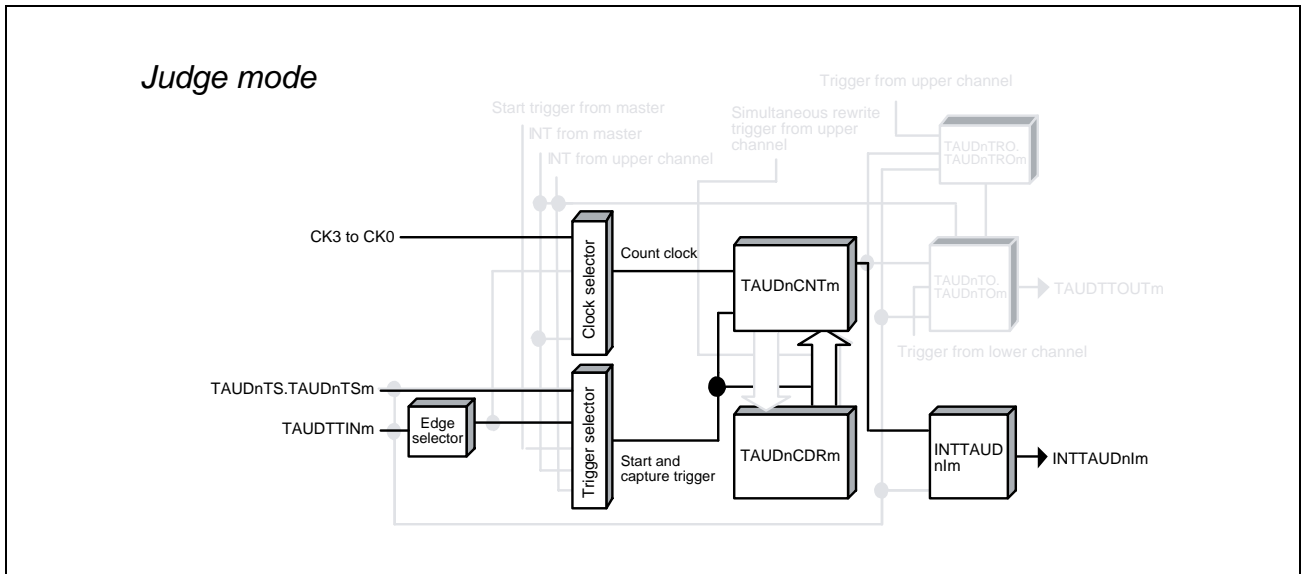 Judge mode
Trigger from upper channel
Start trigger from master
Simultaneous rewrite
trigger from upper
channel
INT from master
INT from upper channel
TAUDnTRO.
TAUDnTROm
CK3 to CK0
Clock selector
Count clock
TAUDnCNTm
TAUDnTO.
TAUDnTOm
TAUDTTOUTm
Trigger from lower channel
TAUDnTS.TAUDnTSm
TAUDTTINm
Edge
selector
Trigger selector
Start and
capture trigger
TAUDnCDRm
INTTAUD
nIm
INTTAUDnIm